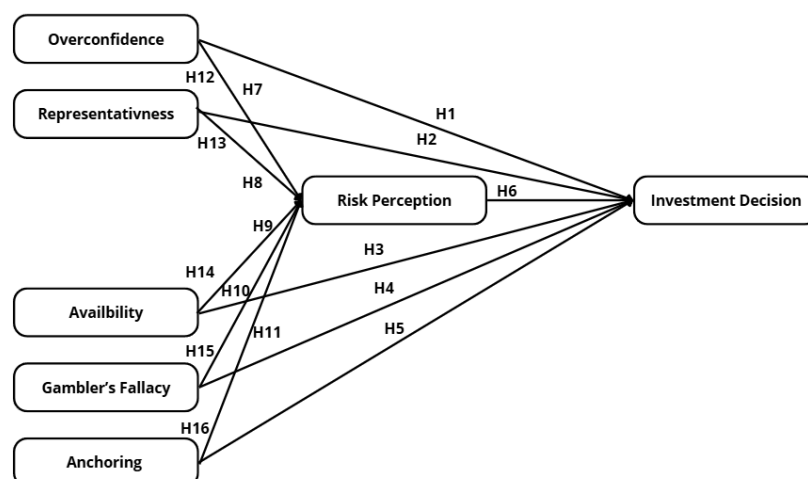 Overconfidence
H12
H7
H1
Representativness
H2
H13
H8
Risk Perception
H6
Investment Decision
H9
H3
H14
H10
H4
Availbility
H11
H5
H15
Gambler's Fallacy
H16
Anchoring